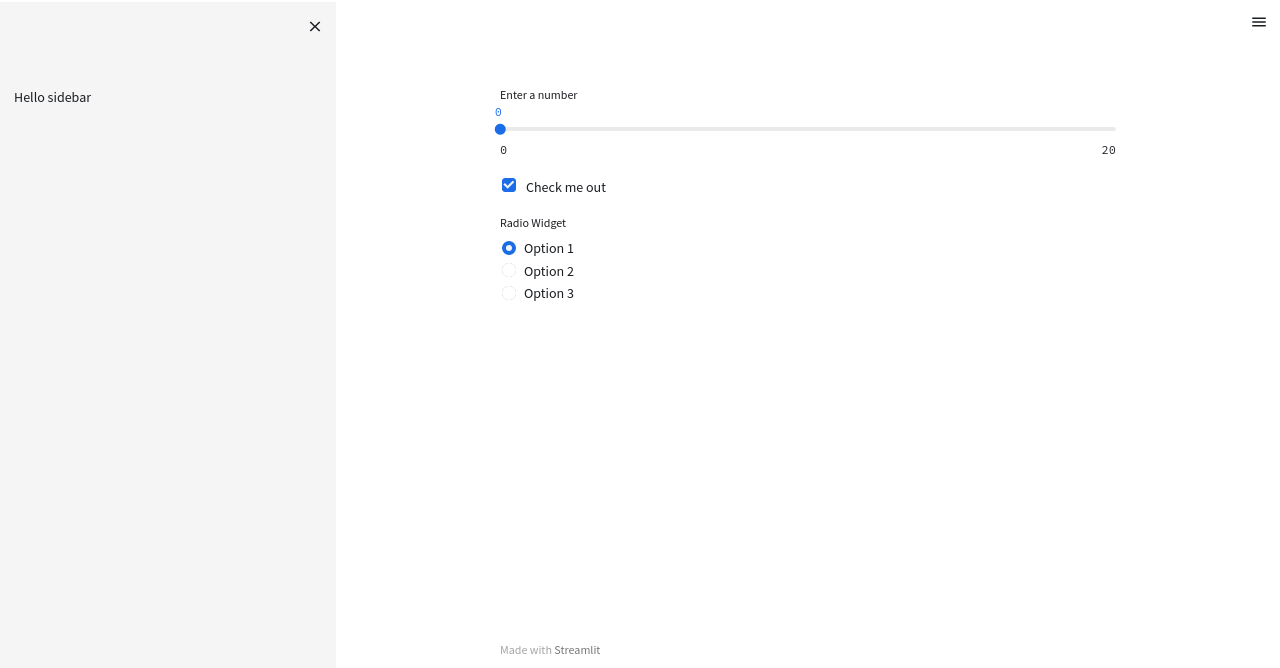 Hello sidebar
Enter a number
0
0 20
Check me out
Radio Widget
Option 1
Option 2
Option 3
Made with Streamlit